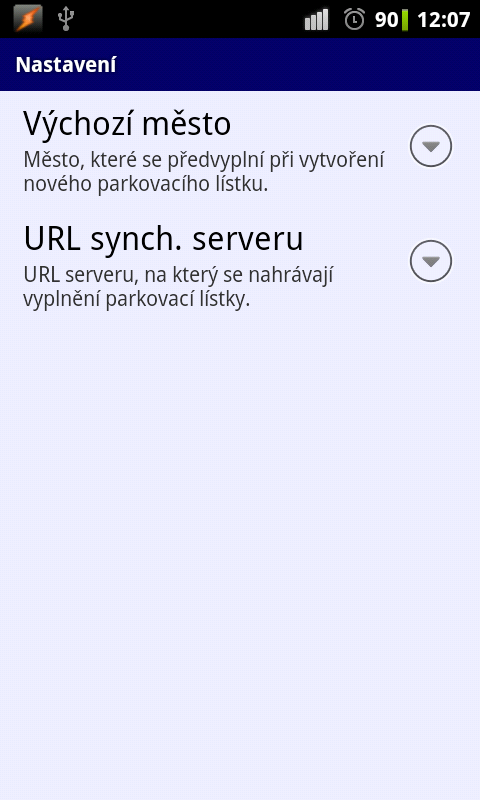 90 12:07
Nastavení
Výchozí město
Město, které se předvyplní při vytvoření
nového parkovacího lístku.
URL synch. serveru
URL serveru, na který se nahrávají
vyplnění parkovací lístky.